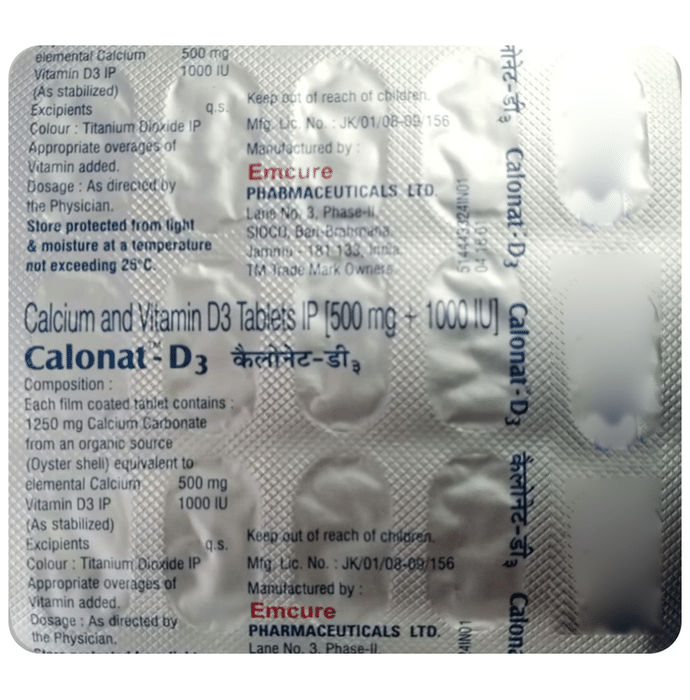 elemental Calcium 500 mg
Vitamin D3 IP 1000 IU
(As stabilized)
Excipients q.s.
Colour : Titanium Dioxide IP
Appropriate overages of
Vitamin added.
Dosage : As directed by
the Physician.
Store protected from light
& moisture at a temperature
not exceeding 25°C.
Keep out of reach of children.
Mfg. Lic. No. : JK/01/08-09/156
Manufactured by :
Emcure
PHARMACEUTICALS LTD.
Lane No. 3, Phase-II,
SIDCO, Bari-Brahmana,
Jammu - 181 133, India.
TM Trade Mark Owners.
Calcium and Vitamin D3 Tablets IP [500 mg + 1000 IU]
Calonat™-D3 कैलोनेट-डी३
Composition :
Each film coated tablet contains :
1250 mg Calcium Carbonate
from an organic source
(Oyster shell) equivalent to
elemental Calcium 500 mg
Vitamin D3 IP 1000 IU
(As stabilized)
Excipients q.s.
Colour : Titanium Dioxide IP
Appropriate overages of
Vitamin added.
Dosage : As directed by
the Physician.
Keep out of reach of children.
Mfg. Lic. No. : JK/01/08-09/156
Manufactured by :
Emcure
PHARMACEUTICALS LTD.
Lane No. 3, Phase-II,
Calonat-D3
Calonat-D3
कैलोनेट-डी३
Calonat